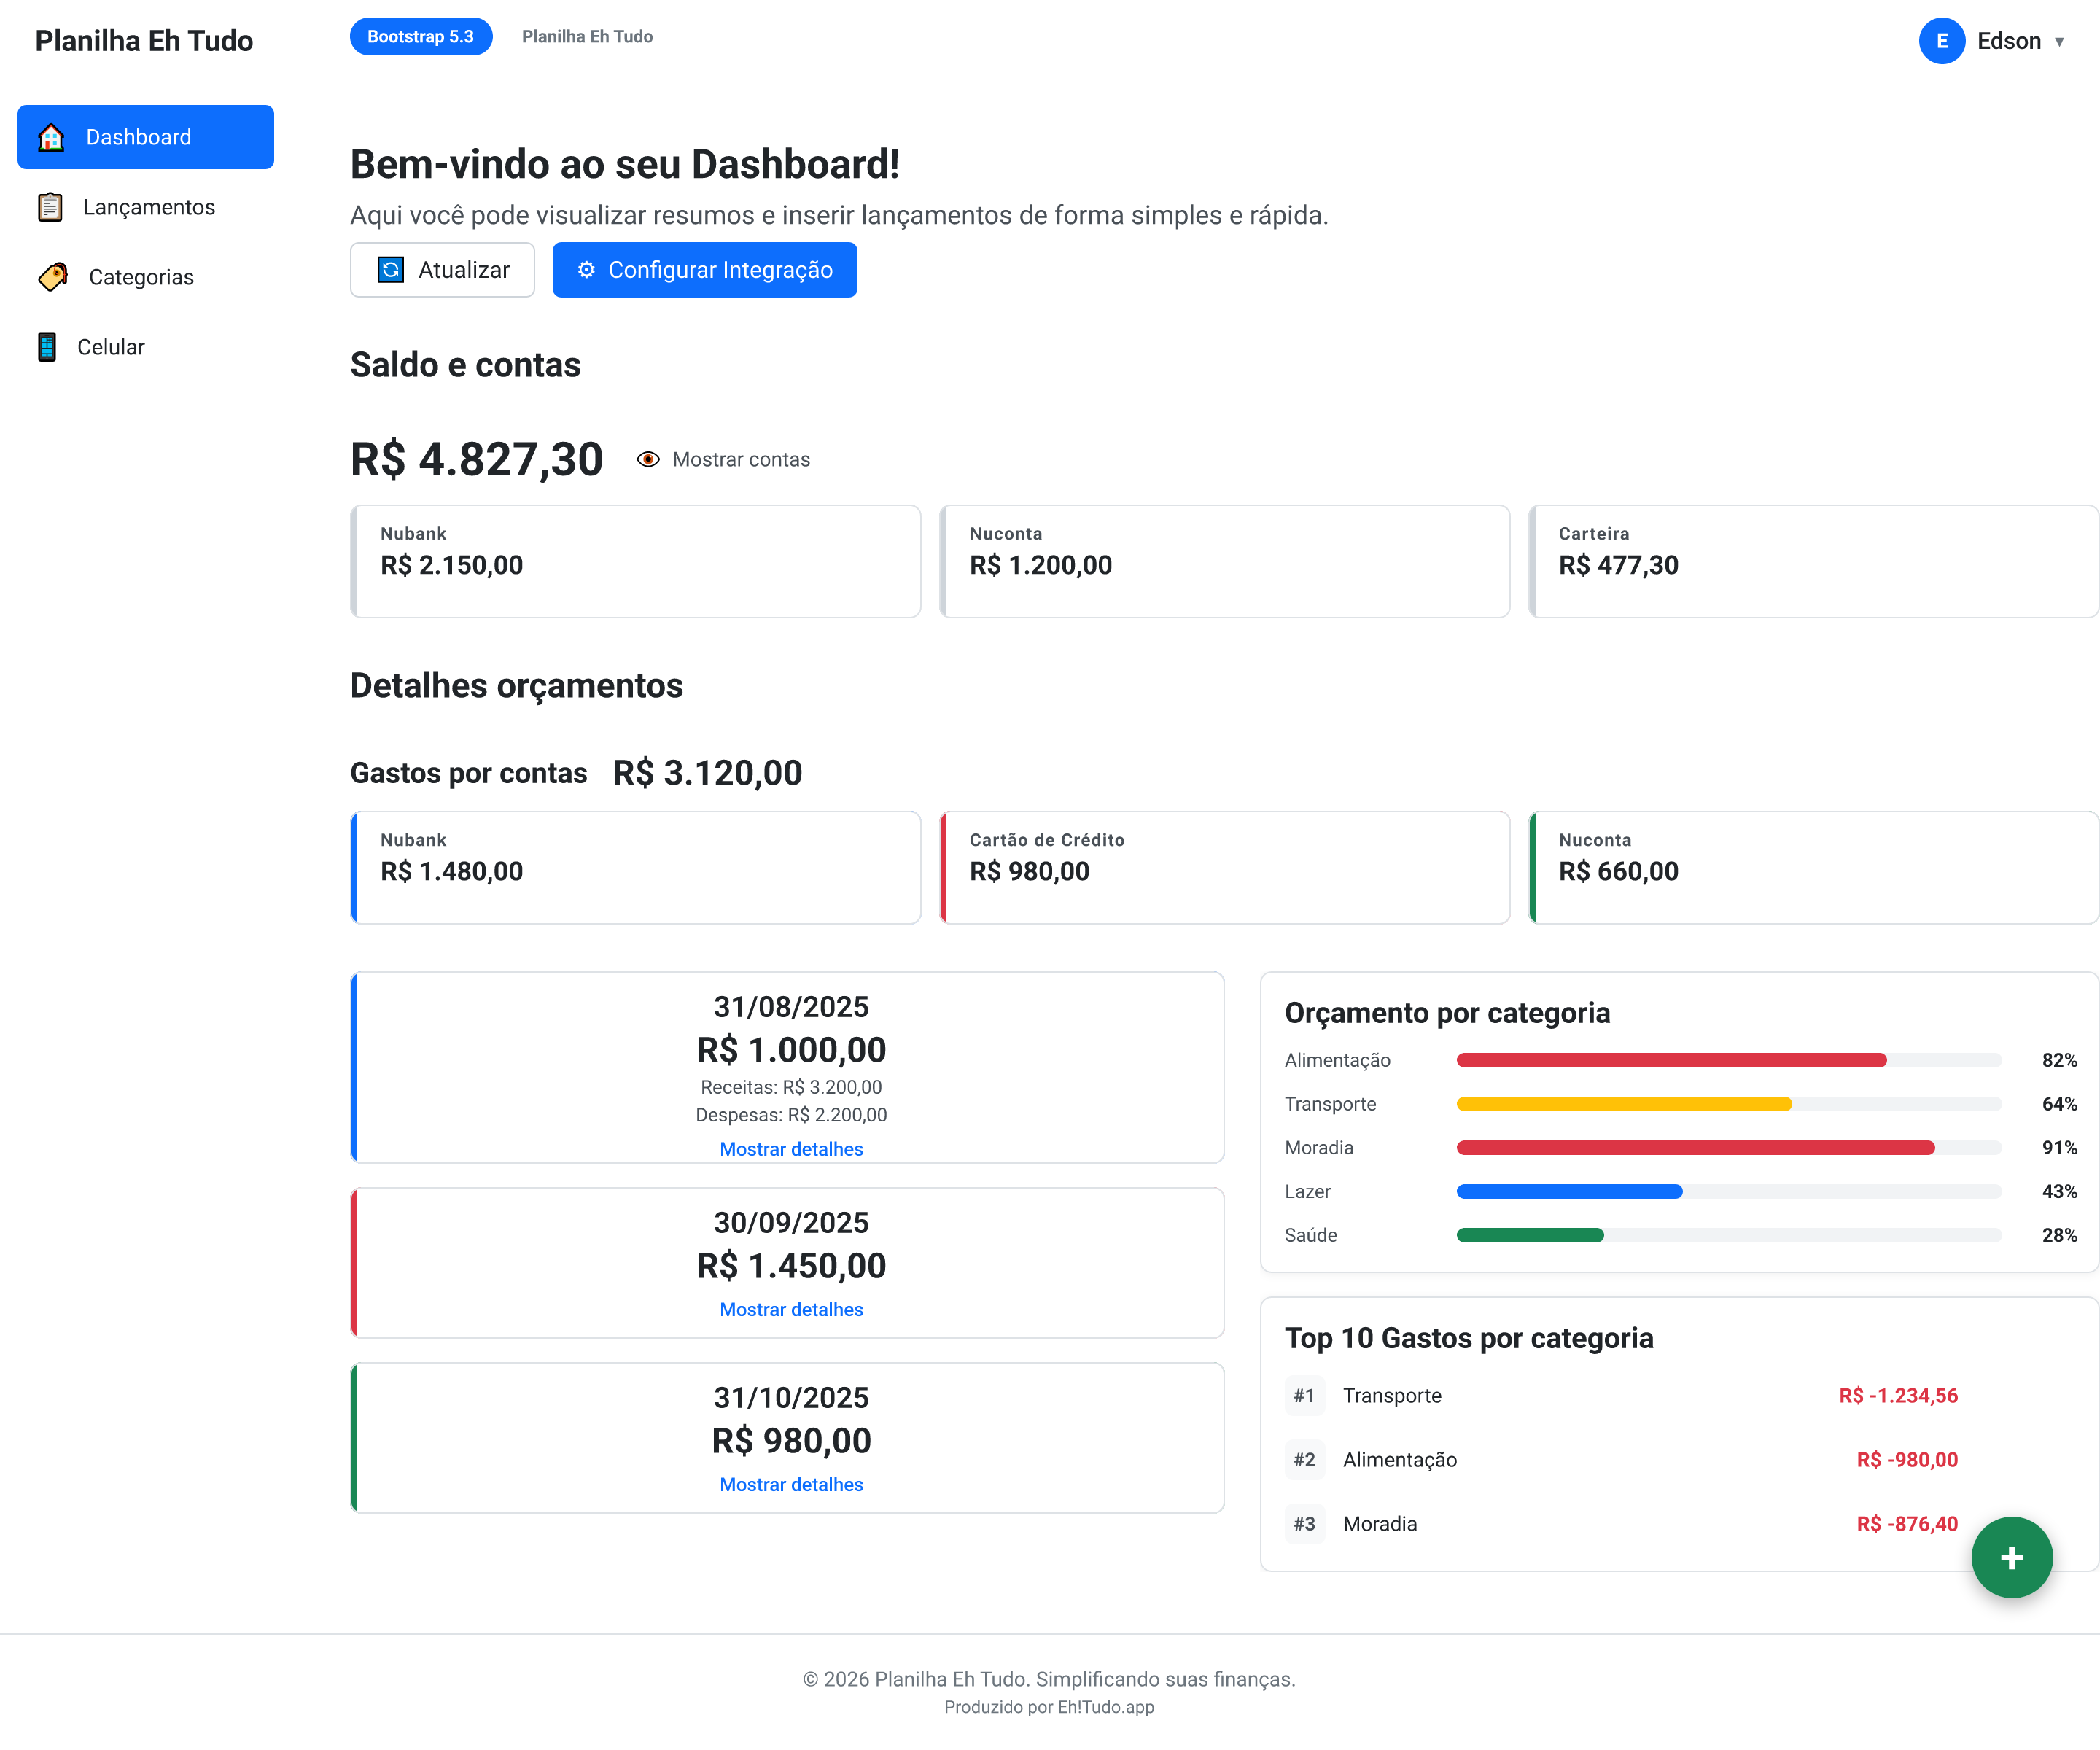 Planilha Eh Tudo
Bootstrap 5.3
Planilha Eh Tudo
E Edson ▼
Dashboard
Lançamentos
Categorias
Celular
Bem-vindo ao seu Dashboard!
Aqui você pode visualizar resumos e inserir lançamentos de forma simples e rápida.
Atualizar
Configurar Integração
Saldo e contas
R$ 4.827,30
Mostrar contas
Nubank
R$ 2.150,00
Nuconta
R$ 1.200,00
Carteira
R$ 477,30
Detalhes orçamentos
Gastos por contas R$ 3.120,00
Nubank
R$ 1.480,00
Cartão de Crédito
R$ 980,00
Nuconta
R$ 660,00
31/08/2025
R$ 1.000,00
Receitas: R$ 3.200,00
Despesas: R$ 2.200,00
Mostrar detalhes
30/09/2025
R$ 1.450,00
Mostrar detalhes
31/10/2025
R$ 980,00
Mostrar detalhes
Orçamento por categoria
Alimentação 82%
Transporte 64%
Moradia 91%
Lazer 43%
Saúde 28%
Top 10 Gastos por categoria
#1 Transporte R$ -1.234,56
#2 Alimentação R$ -980,00
#3 Moradia R$ -876,40
+
© 2026 Planilha Eh Tudo. Simplificando suas finanças.
Produzido por Eh!Tudo.app